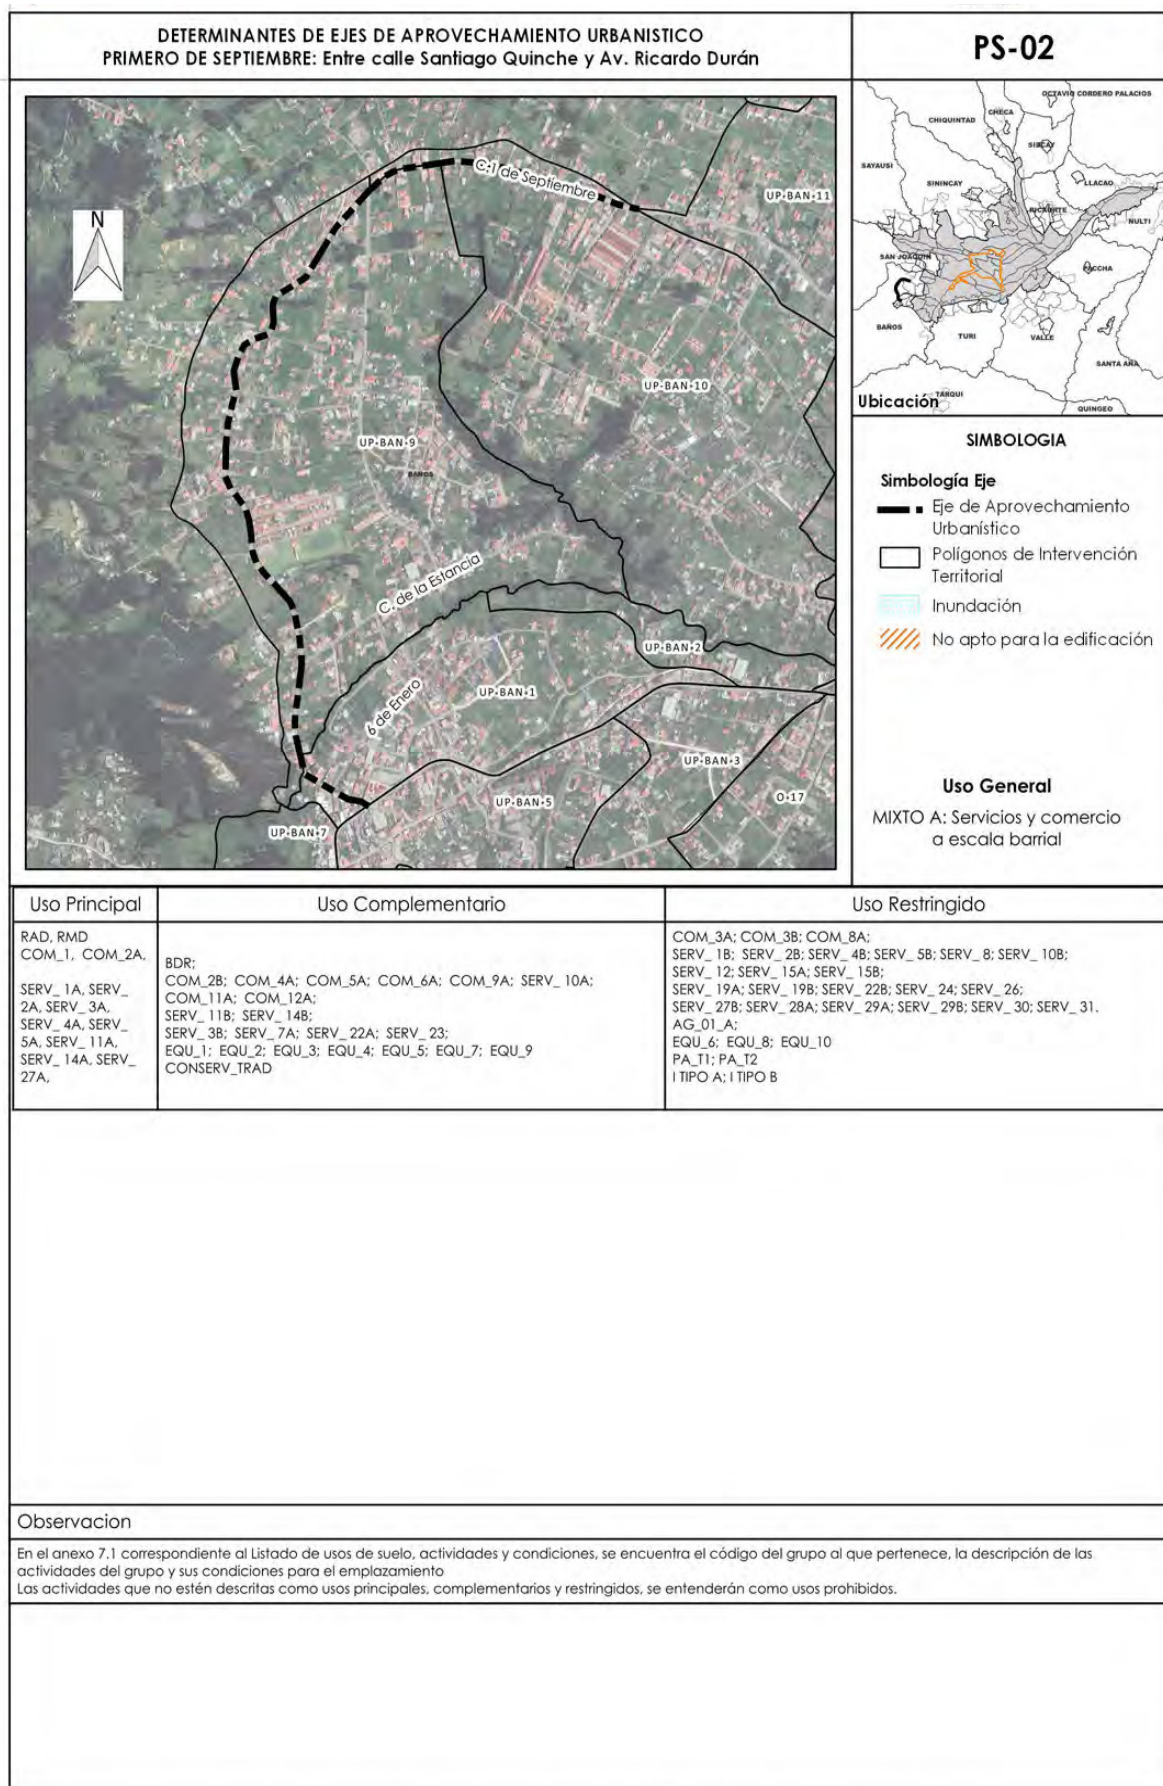 DETERMINANTES DE EJES DE APROVECHAMIENTO URBANISTICO
PRIMERO DE SEPTIEMBRE: Entre calle Santiago Quinche y Av. Ricardo Durán
PS-02
N
C.1 de Septiembre
UP-BAN-11
UP-BAN-10
UP-BAN-9
BAÑOS
C. de la Estancia
UP-BAN-2
UP-BAN-1
6 de Enero
UP-BAN-3
UP-BAN-5
O-17
UP-BAN-7
OCTAVIO CORDERO PALACIOS
CHECA
CHIQUINTAD
SIDCAY
SAYAUSI
SININCAY
LLACAO
RICAURTE
NULTI
SAN JOAQUIN
PACCHA
BAÑOS
TURI
VALLE
SANTA ANA
TARQUI
QUINGEO
Ubicación
SIMBOLOGIA
Simbología Eje
Eje de Aprovechamiento
Urbanístico
Polígonos de Intervención
Territorial
Inundación
No apto para la edificación
Uso General
MIXTO A: Servicios y comercio
a escala barrial
Uso Principal
RAD, RMD
COM_1, COM_2A,
SERV_ 1A, SERV_
2A, SERV_ 3A,
SERV_ 4A, SERV_
5A, SERV_ 11A,
SERV_ 14A, SERV_
27A,
Uso Complementario
BDR;
COM_2B; COM_4A; COM_5A; COM_6A; COM_9A; SERV_ 10A;
COM_11A; COM_12A;
SERV_ 11B; SERV_ 14B;
SERV_ 3B; SERV_ 7A; SERV_ 22A; SERV_ 23;
EQU_1; EQU_2; EQU_3; EQU_4; EQU_5; EQU_7; EQU_9
CONSERV_TRAD
Uso Restringido
COM_3A; COM_3B; COM_8A;
SERV_ 1B; SERV_ 2B; SERV_ 4B; SERV_ 5B; SERV_ 8; SERV_ 10B;
SERV_ 12; SERV_ 15A; SERV_ 15B;
SERV_ 19A; SERV_ 19B; SERV_ 22B; SERV_ 24; SERV_ 26;
SERV_ 27B; SERV_ 28A; SERV_ 29A; SERV_ 29B; SERV_ 30; SERV_ 31.
AG_01_A;
EQU_6; EQU_8; EQU_10
PA_T1; PA_T2
I TIPO A; I TIPO B
Observacion
En el anexo 7.1 correspondiente al Listado de usos de suelo, actividades y condiciones, se encuentra el código del grupo al que pertenece, la descripción de las
actividades del grupo y sus condiciones para el emplazamiento
Las actividades que no estén descritas como usos principales, complementarios y restringidos, se entenderán como usos prohibidos.